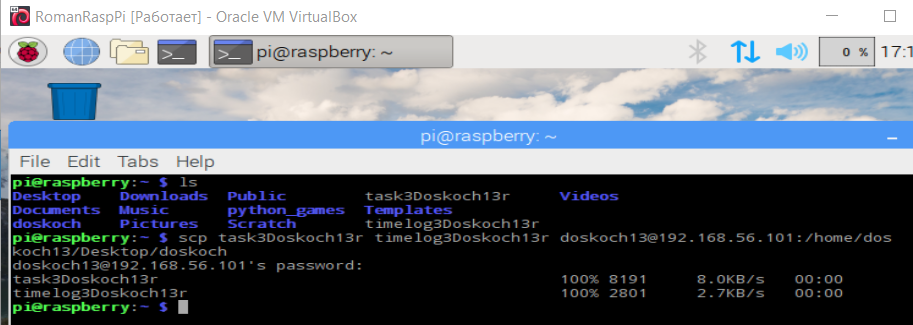 RomanRaspPi [Работает] - Oracle VM VirtualBox
>_ >_ pi@raspberry: ~ 0 % 17:1
pi@raspberry: ~
File Edit Tabs Help
pi@raspberry:~ $ ls
Desktop Downloads Public task3Doskoch13r Videos
Documents Music python_games Templates
doskoch Pictures Scratch timelog3Doskoch13r
pi@raspberry:~ $ scp task3Doskoch13r timelog3Doskoch13r doskoch13@192.168.56.101:/home/dos
koch13/Desktop/doskoch
doskoch13@192.168.56.101's password:
task3Doskoch13r 100% 8191 8.0KB/s 00:00
timelog3Doskoch13r 100% 2801 2.7KB/s 00:00
pi@raspberry:~ $